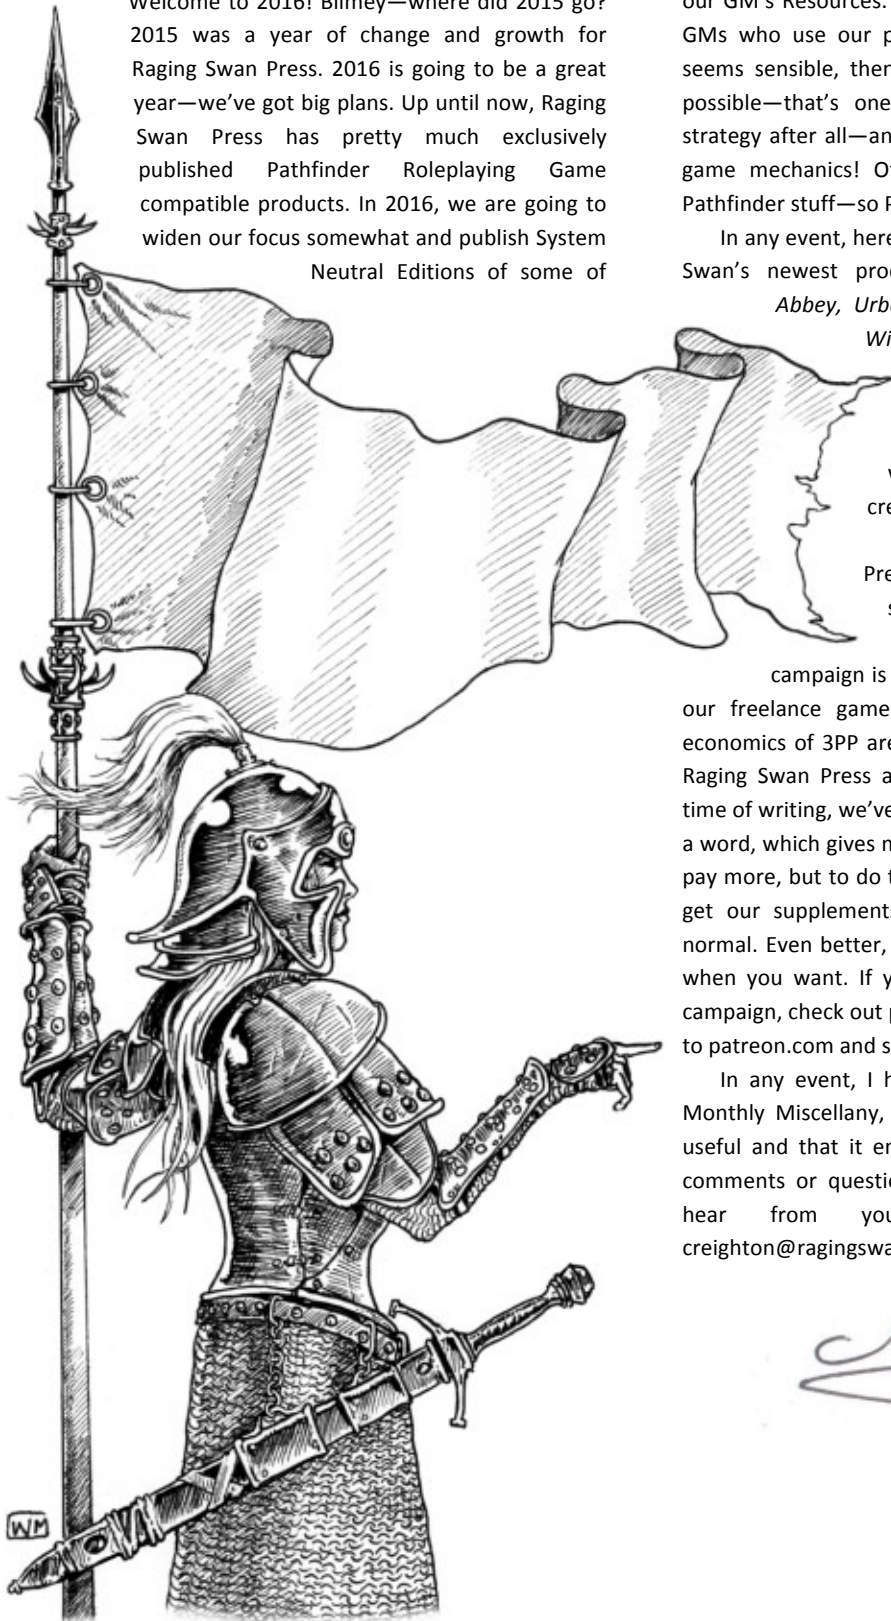 Welcome to 2016! Blimey—where did 2015 go?
2015 was a year of change and growth for
Raging Swan Press. 2016 is going to be a great
year—we've got big plans. Up until now, Raging
Swan Press has pretty much exclusively
published Pathfinder Roleplaying Game
compatible products. In 2016, we are going to
widen our focus somewhat and publish System
Neutral Editions of some of
our GM's Resources.
GMs who use our
seems sensible, then
possible—that's one
strategy after all—an
game mechanics!
Pathfinder stuff—so
In any event, here
Swan's newest
Abbey,
campaign is
our freelance game
economics of 3PP are
Raging Swan Press
time of writing, we've
a word, which gives
pay more, but to do
get our supplements
normal. Even better,
when you want. If
campaign, check out
to patreon.com and
In any event, I
Monthly Miscellany,
useful and that it
comments or
hear from
creighton@ragingswa
WM